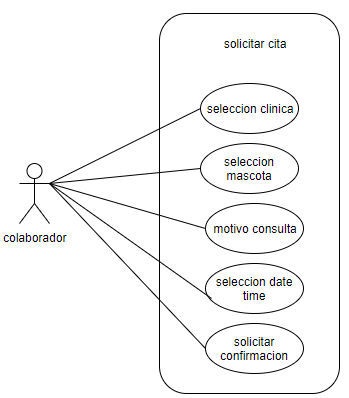 solicitar cita
seleccion clinica
seleccion
mascota
motivo consulta
colaborador
seleccion date
time
solicitar
confirmacion